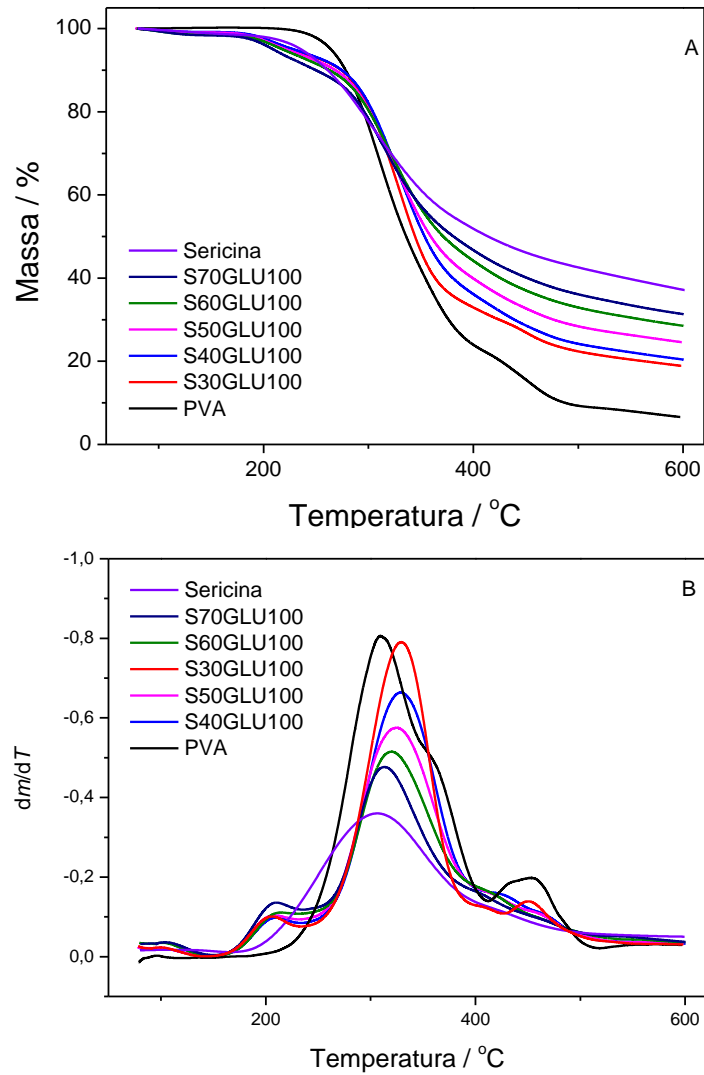 A
100
80
60
40
20
0
Massa / %
Sericina
S70GLU100
S60GLU100
S50GLU100
S40GLU100
S30GLU100
PVA
200
400
600
Temperatura / °C
B
-1,0
-0,8
-0,6
-0,4
-0,2
0,0
dm/dT
Sericina
S70GLU100
S60GLU100
S30GLU100
S50GLU100
S40GLU100
PVA
200
400
600
Temperatura / °C